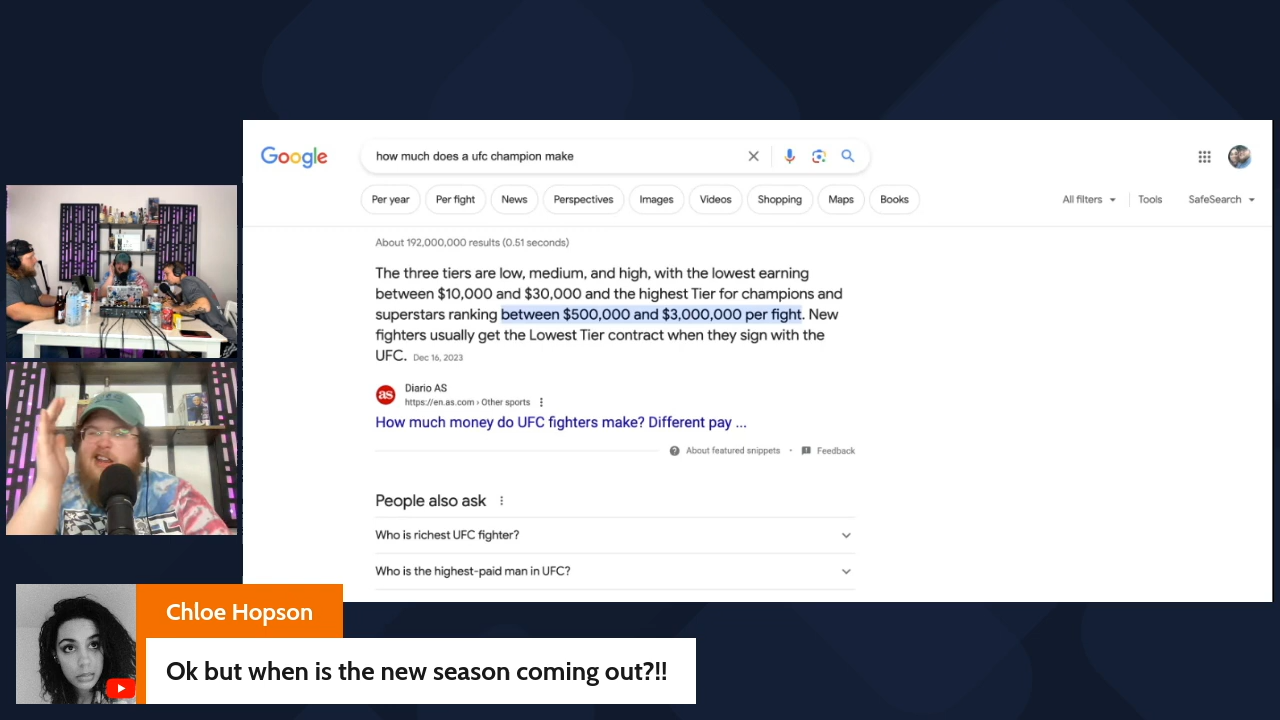 Google
how much does a ufc champion make
Per year
Per fight
News
Perspectives
Images
Videos
Shopping
Maps
Books
All filters
Tools
SafeSearch
About 192,000,000 results (0.51 seconds)
The three tiers are low, medium, and high, with the lowest earning
between $10,000 and $30,000 and the highest Tier for champions and
superstars ranking between $500,000 and $3,000,000 per fight. New
fighters usually get the Lowest Tier contract when they sign with the
UFC. Dec 16, 2023
as
Diario AS
https://en.as.com › Other sports
How much money do UFC fighters make? Different pay ...
About featured snippets • Feedback
People also ask
Who is richest UFC fighter?
Who is the highest-paid man in UFC?
Chloe Hopson
Ok but when is the new season coming out?!!